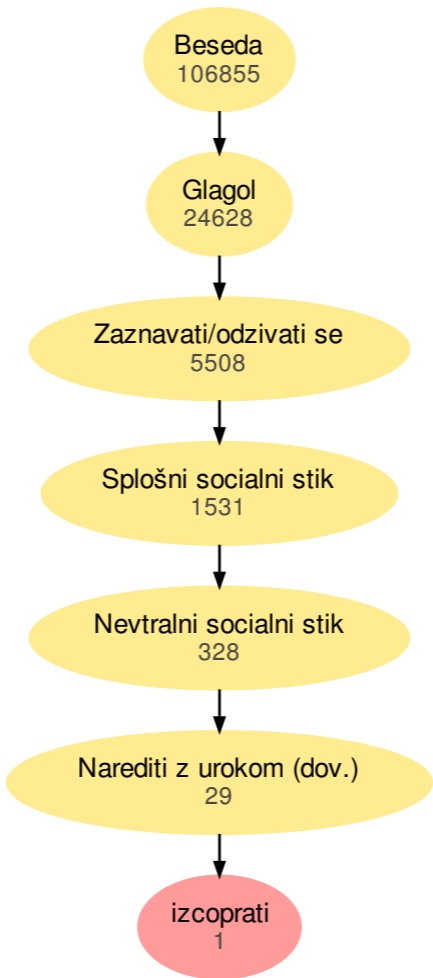 Beseda
106855
Glagol
24628
Zaznavati/odzivati se
5508
Splošni socialni stik
1531
Nevtralni socialni stik
328
Narediti z urokom (dov.)
29
izcoprati
1